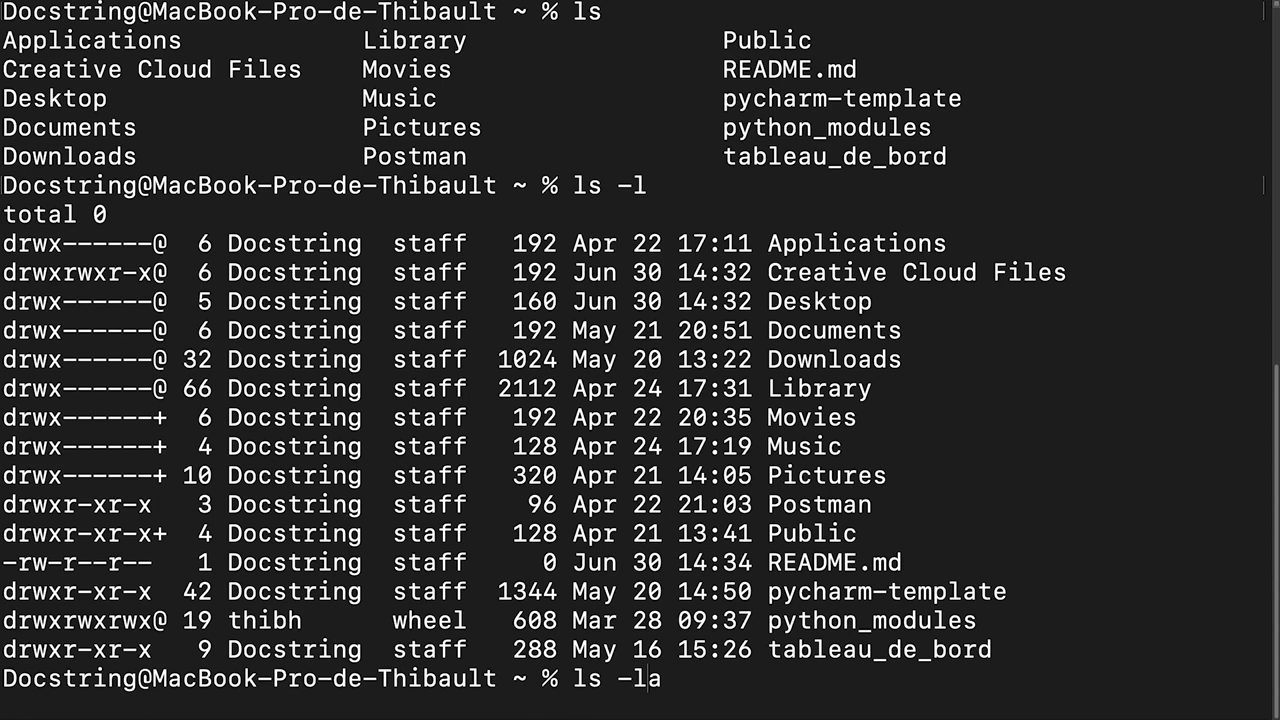 Docstring@MacBook-Pro-de-Thibault ~ % ls
Applications Library Public
Creative Cloud Files Movies README.md
Desktop Music pycharm-template
Documents Pictures python_modules
Downloads Postman tableau_de_bord
Docstring@MacBook-Pro-de-Thibault ~ % ls -l
total 0
drwx------@ 6 Docstring staff 192 Apr 22 17:11 Applications
drwxrwxr-x@ 6 Docstring staff 192 Jun 30 14:32 Creative Cloud Files
drwx------@ 5 Docstring staff 160 Jun 30 14:32 Desktop
drwx------@ 6 Docstring staff 192 May 21 20:51 Documents
drwx------@ 32 Docstring staff 1024 May 20 13:22 Downloads
drwx------@ 66 Docstring staff 2112 Apr 24 17:31 Library
drwx------+ 6 Docstring staff 192 Apr 22 20:35 Movies
drwx------+ 4 Docstring staff 128 Apr 24 17:19 Music
drwx------+ 10 Docstring staff 320 Apr 21 14:05 Pictures
drwxr-xr-x 3 Docstring staff 96 Apr 22 21:03 Postman
drwxr-xr-x+ 4 Docstring staff 128 Apr 21 13:41 Public
-rw-r--r-- 1 Docstring staff 0 Jun 30 14:34 README.md
drwxr-xr-x 42 Docstring staff 1344 May 20 14:50 pycharm-template
drwxrwxrwx@ 19 thibh wheel 608 Mar 28 09:37 python_modules
drwxr-xr-x 9 Docstring staff 288 May 16 15:26 tableau_de_bord
Docstring@MacBook-Pro-de-Thibault ~ % ls -la